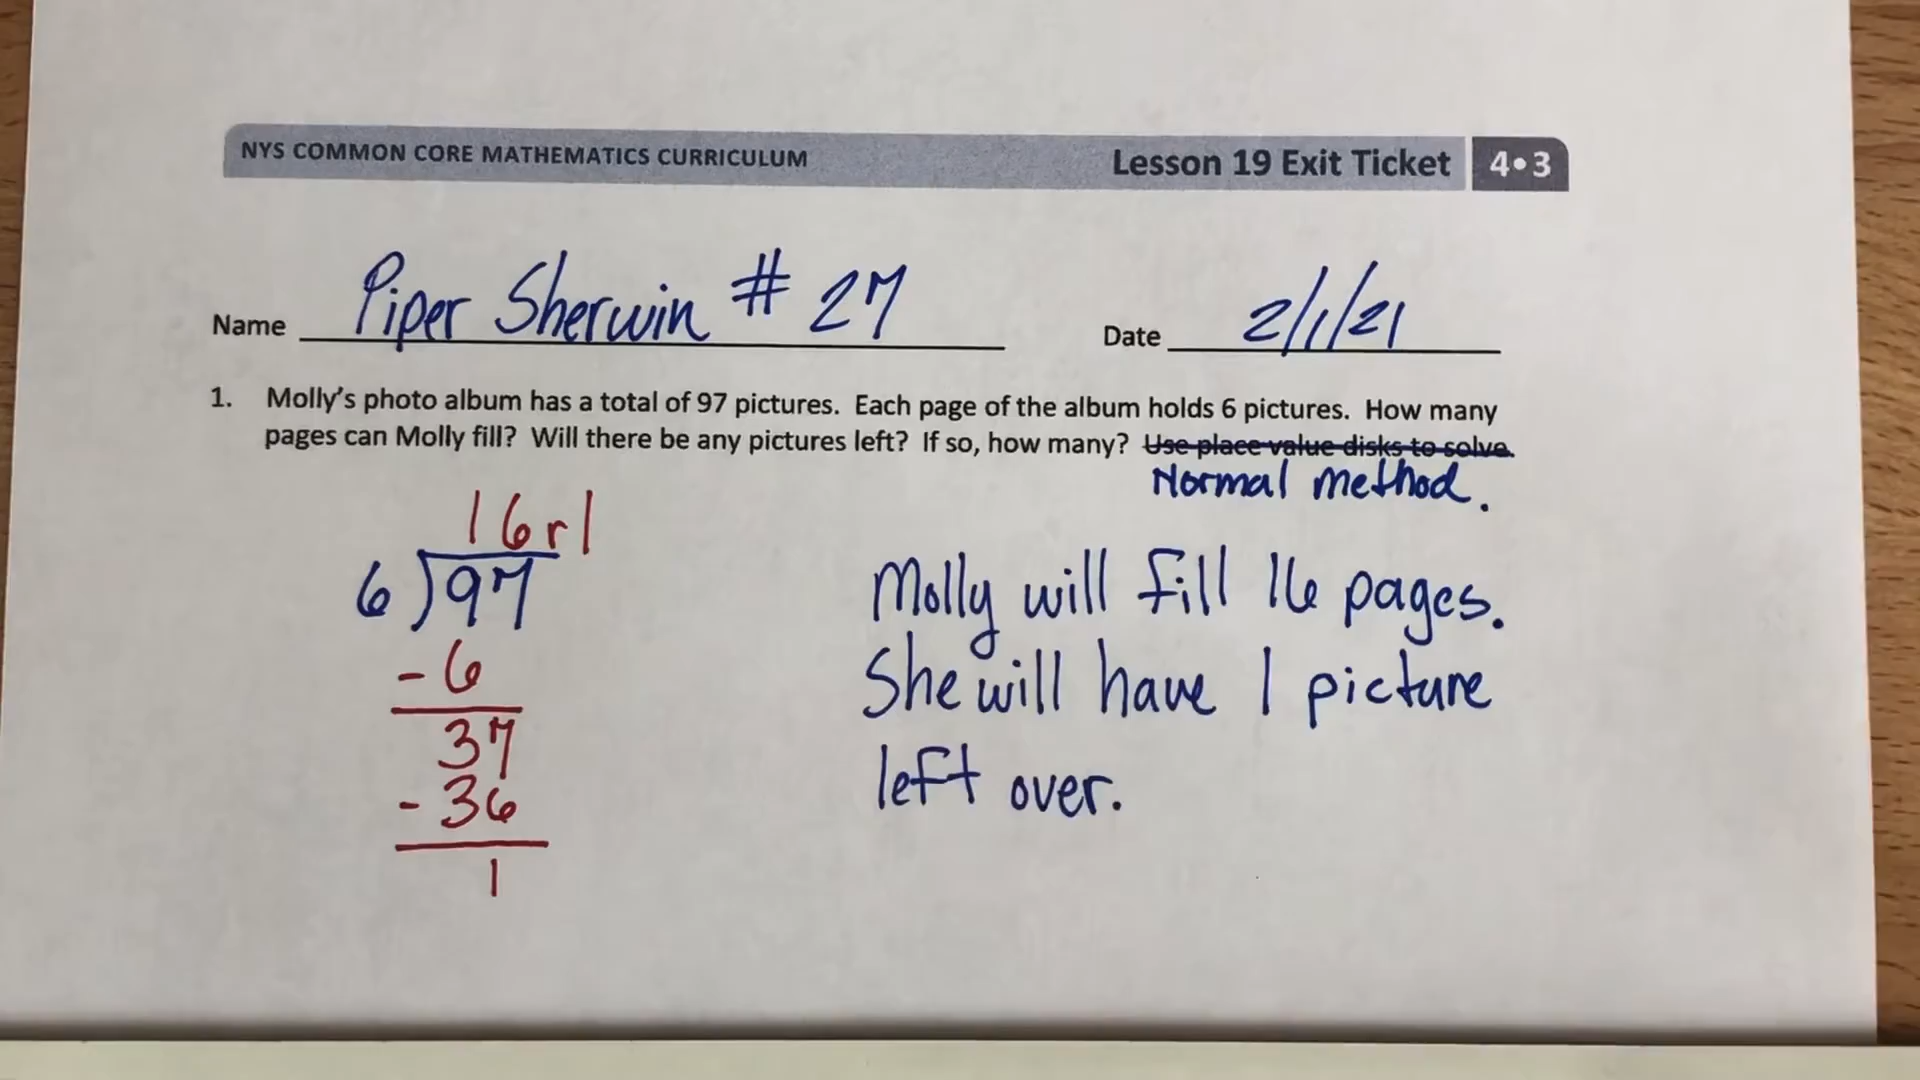 NYS COMMON CORE MATHEMATICS CURRICULUM Lesson 19 Exit Ticket 4•3
Name Piper Sherwin # 27 Date 2/1/21
1. Molly's photo album has a total of 97 pictures. Each page of the album holds 6 pictures. How many
pages can Molly fill? Will there be any pictures left? If so, how many? Use place value disks to solve.
Normal method.
16r1
6)97
-6
37
-36
1
Molly will fill 16 pages.
She will have 1 picture
left over.